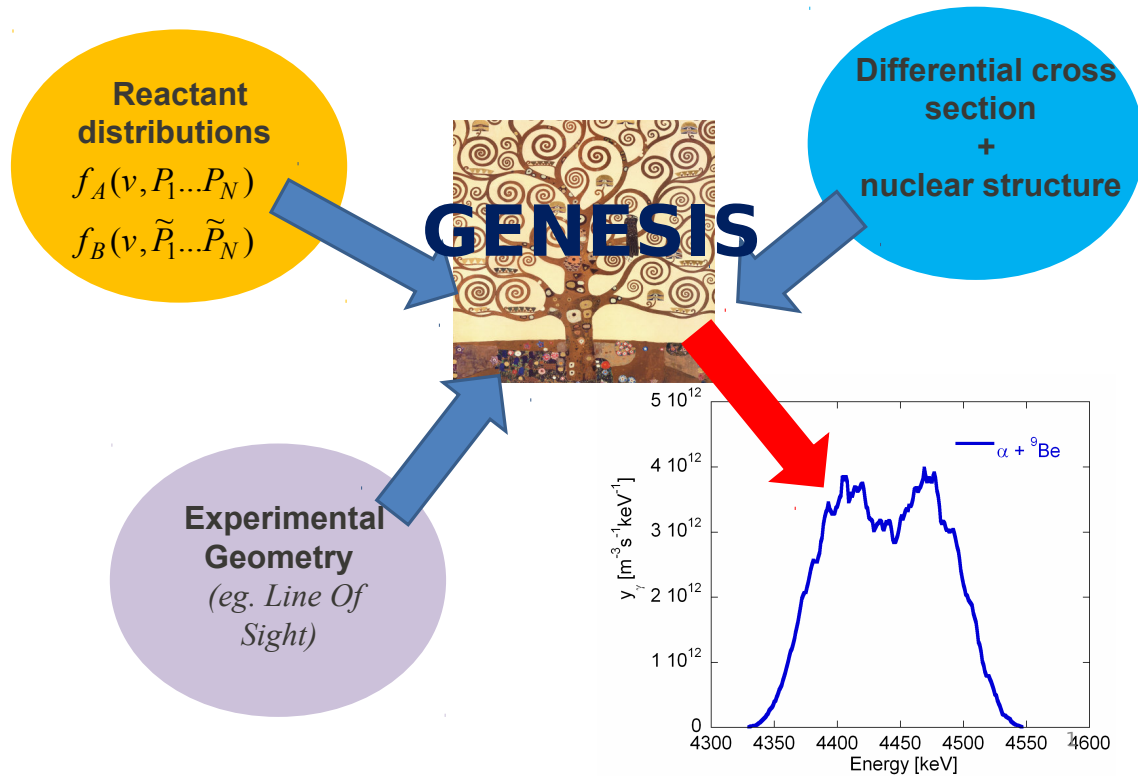 Reactant
distributions
f_A(v, P_1...P_N)
f_B(v, P̃_1...P̃_N)
Differential cross
section
+
nuclear structure
GENESIS
Experimental
Geometry
(eg. Line Of
Sight)
5 10^12
4 10^12
3 10^12
2 10^12
1 10^12
0
y_γ [m^-3 s^-1 keV^-1]
α + ^9Be
4300 4350 4400 4450 4500 4550 4600
Energy [keV]